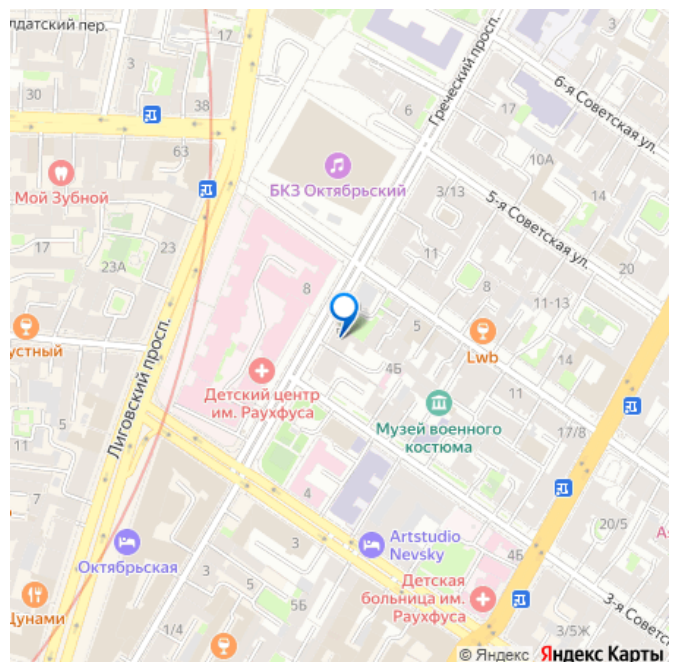 лдатский пер.
17
3
30
38
63
Греческий просп.
6
17
6-я Советская ул.
10А
14
БКЗ Октябрьский
3/13
5-я Советская ул.
Мой Зубной
17
23
23А
11
20
8
8
11-13
устный
Лиговский просп.
5
Lwb
14
4Б
Детский центр
им. Раухфуса
11
5
11
Музей военного
костюма
17/8
7
4
20/5
3
Artstudio
Nevsky
As
Октябрьская
3
4Б
Детская
больница им.
Раухфуса
5
5Б
Цунами
1/4
3-я Советс
3/5Ж
© Яндекс Яндекс Карты